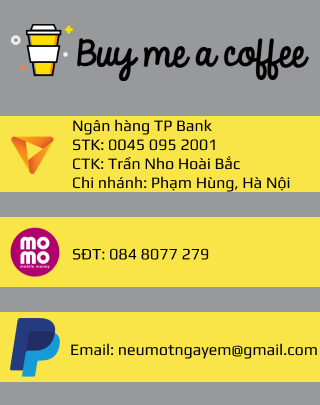 Buy me a coffee
Ngân hàng TP Bank
STK: 0045 095 2001
CTK: Trần Nho Hoài Bắc
Chi nhánh: Phạm Hùng, Hà Nội
mo
mo
mobile money
SĐT: 084 8077 279
Email: neumotngayem@gmail.com